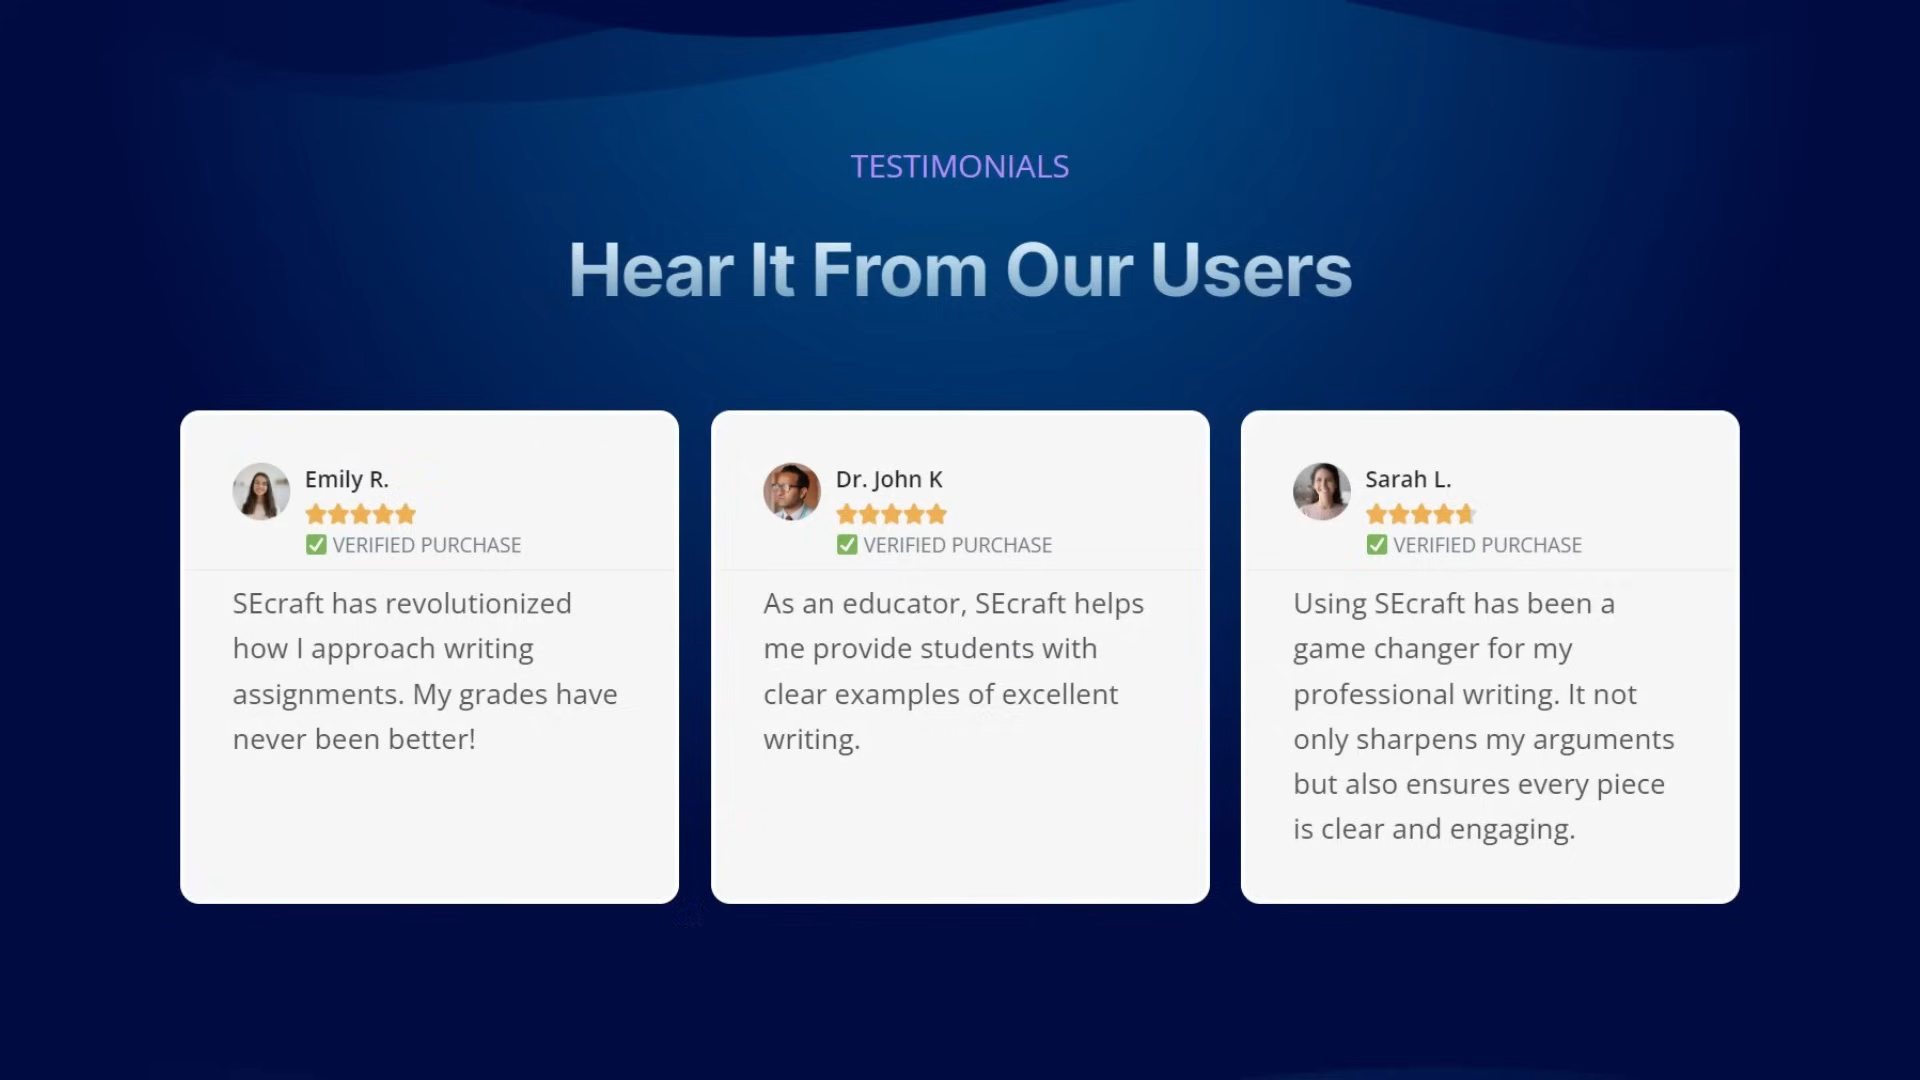 TESTIMONIALS
Hear It From Our Users
Emily R.
VERIFIED PURCHASE
SEcraft has revolutionized
how I approach writing
assignments. My grades have
never been better!
Dr. John K
VERIFIED PURCHASE
As an educator, SEcraft helps
me provide students with
clear examples of excellent
writing.
Sarah L.
VERIFIED PURCHASE
Using SEcraft has been a
game changer for my
professional writing. It not
only sharpens my arguments
but also ensures every piece
is clear and engaging.